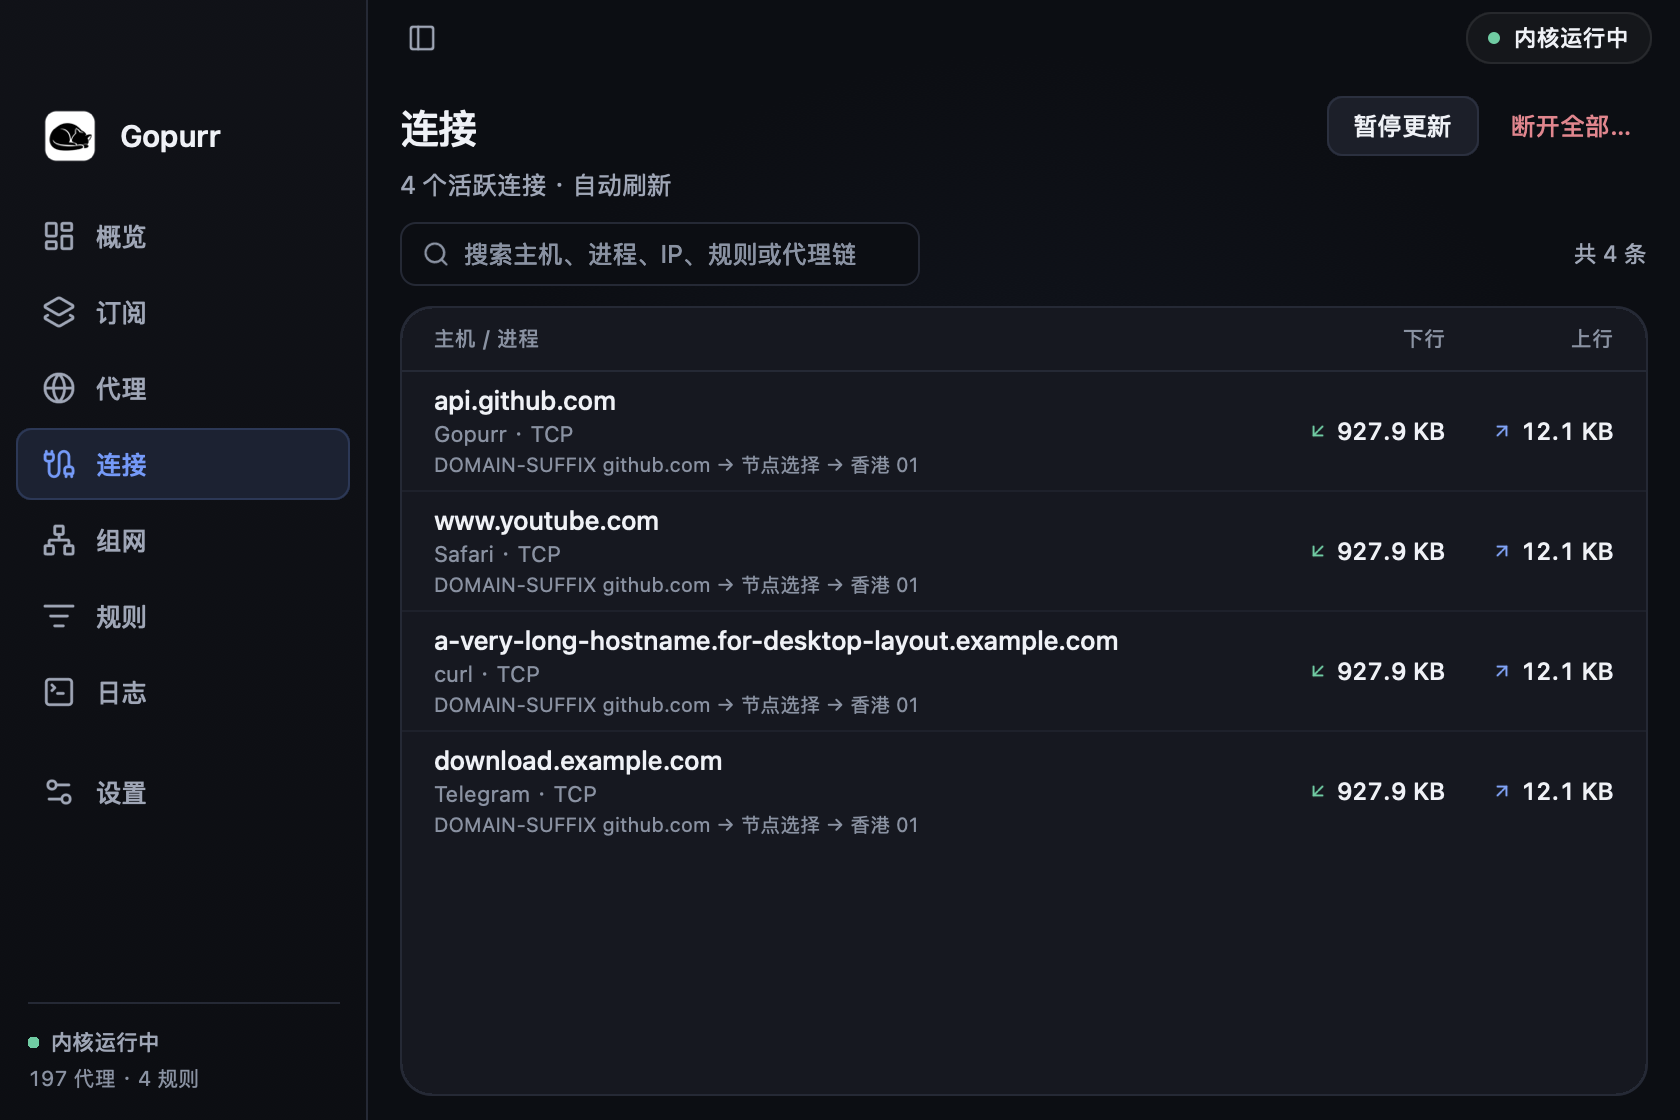 Gopurr
概览
订阅
代理
连接
组网
规则
日志
设置
内核运行中
197 代理 · 4 规则
内核运行中
连接
暂停更新
断开全部...
4 个活跃连接 · 自动刷新
搜索主机、进程、IP、规则或代理链
共 4 条
主机 / 进程 下行 上行
api.github.com
Gopurr · TCP
DOMAIN-SUFFIX github.com → 节点选择 → 香港 01
↙ 927.9 KB ↗ 12.1 KB
www.youtube.com
Safari · TCP
DOMAIN-SUFFIX github.com → 节点选择 → 香港 01
↙ 927.9 KB ↗ 12.1 KB
a-very-long-hostname.for-desktop-layout.example.com
curl · TCP
DOMAIN-SUFFIX github.com → 节点选择 → 香港 01
↙ 927.9 KB ↗ 12.1 KB
download.example.com
Telegram · TCP
DOMAIN-SUFFIX github.com → 节点选择 → 香港 01
↙ 927.9 KB ↗ 12.1 KB